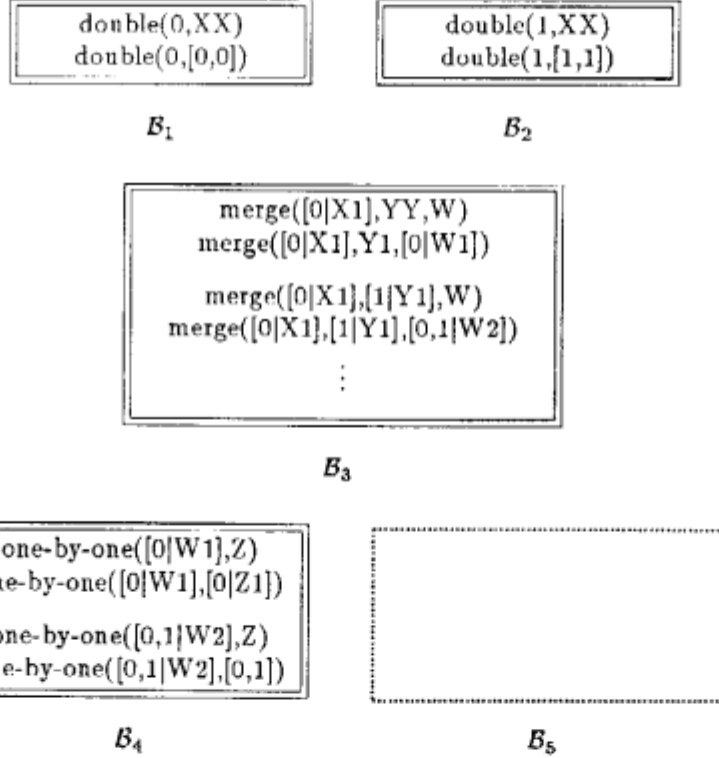 double(0,XX)
double(0,[0,0])
double(1,XX)
double(1,[1,1])
B₁
B₂
merge([0|X1],YY,W)
merge([0|X1],Y1,[0|W1])
merge([0|X1],[1|Y1],W)
merge([0|X1],[1|Y1],[0,1|W2])
⋮
B₃
one-by-one([0|W1],Z)
ne-by-one([0|W1],[0|Z1])
one-by-one([0,1|W2],Z)
e-by-one([0,1|W2],[0,1])
B₄
B₅